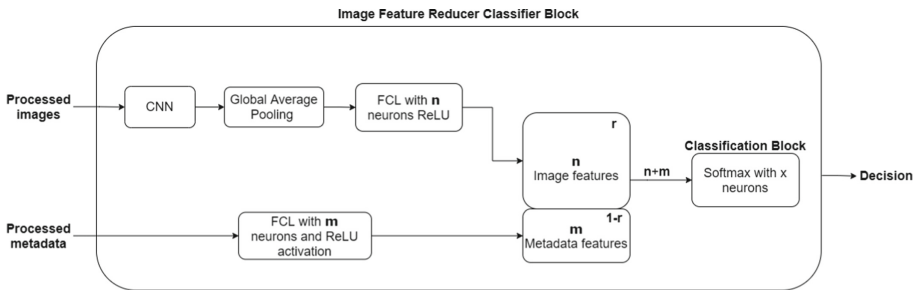 Image Feature Reducer Classifier Block
Processed
images
CNN
Global Average
Pooling
FCL with n
neurons ReLU
r
n
Image features
n+m
Classification Block
Softmax with x
neurons
Decision
Processed
metadata
FCL with m
neurons and ReLU
activation
1-r
m
Metadata features